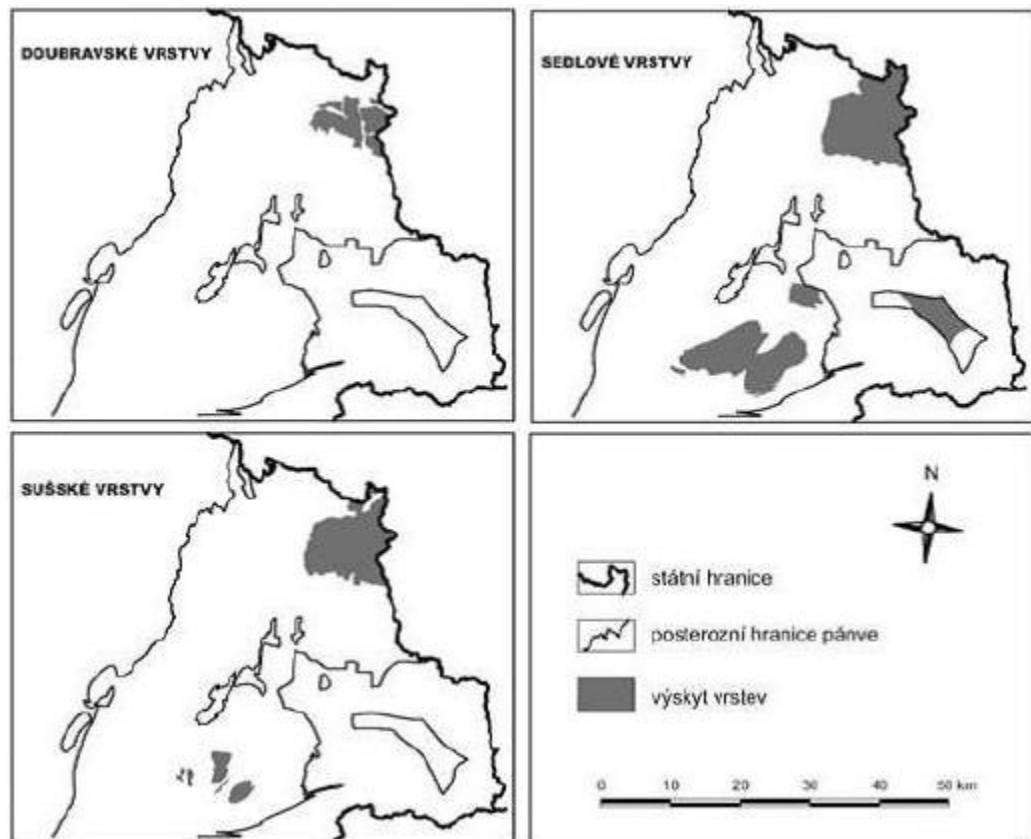 DOUBRAVSKÉ VRSTVY
SEDLOVÉ VRSTVY
SUŠSKÉ VRSTVY
N
státní hranice
posterozní hranice pánve
výskyt vrstev
0 10 20 30 40 50 km